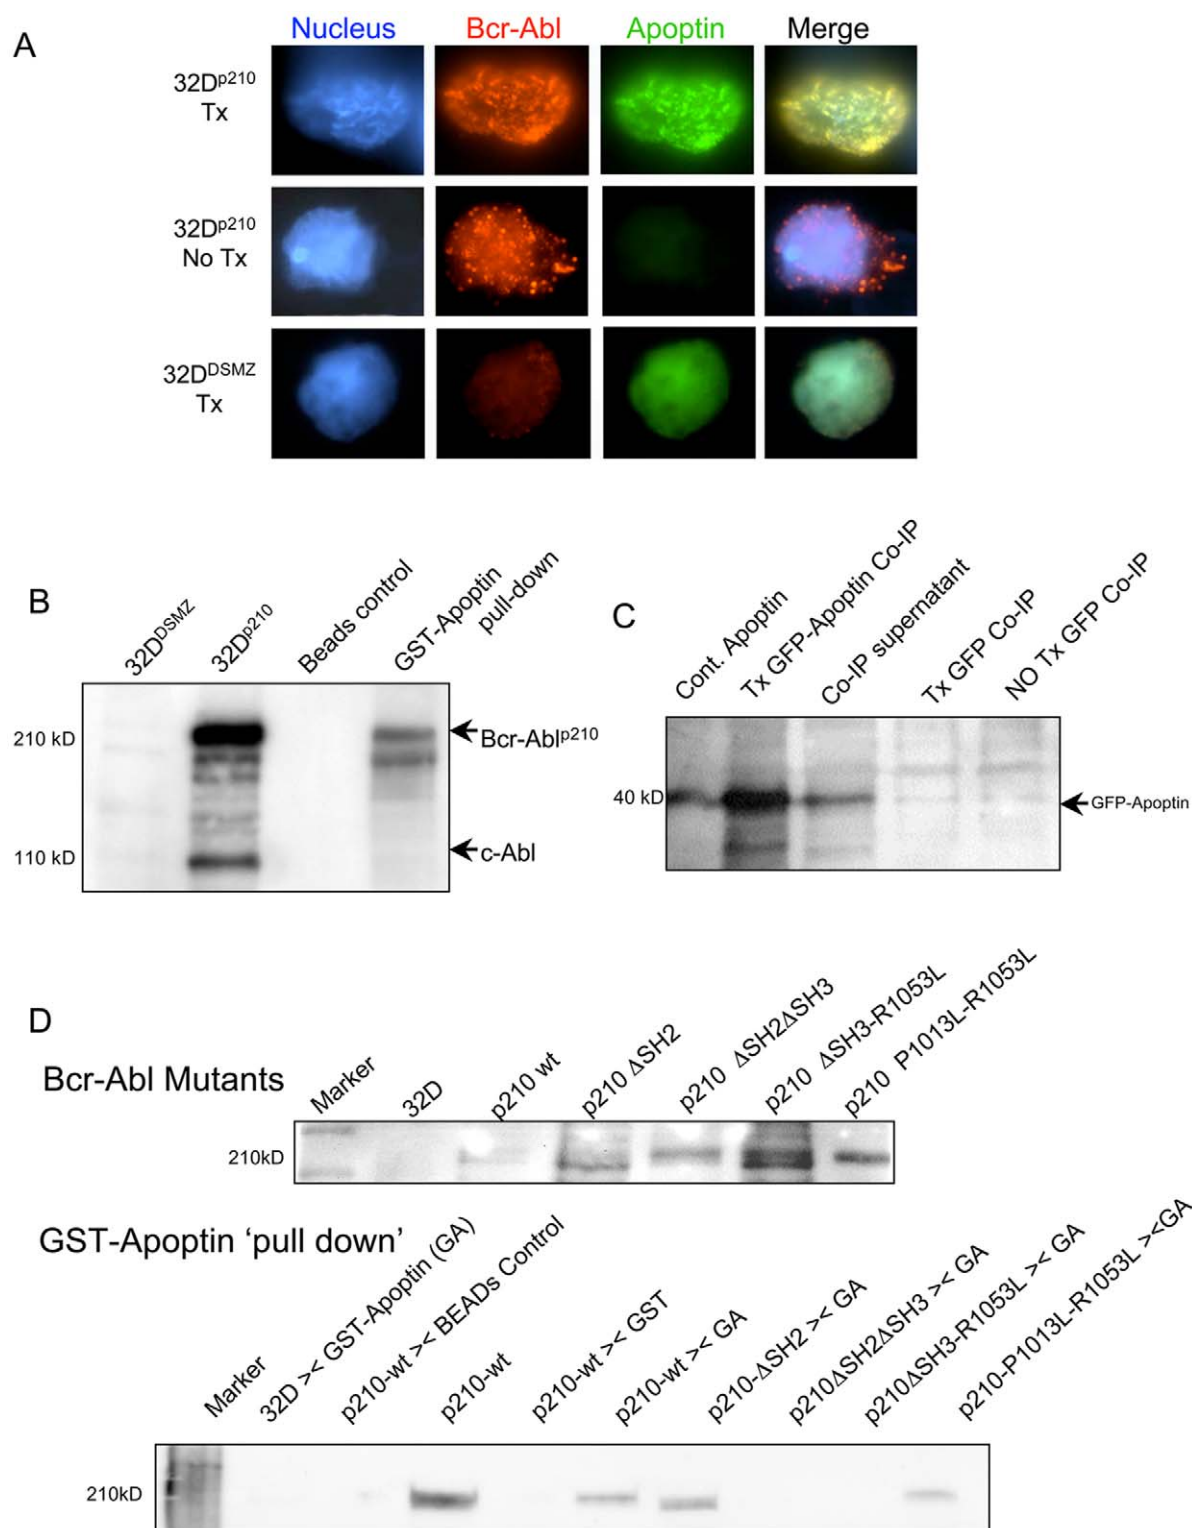 A
Nucleus Bcr-Abl Apoptin Merge
32Dp210
Tx
32Dp210
No Tx
32DDSMZ
Tx
B
32DDSMZ
32Dp210
Beads control
GST-Apoptin
pull-down
210 kD
110 kD
Bcr-Ablp210
c-Abl
C
Cont. Apoptin
Tx GFP-Apoptin Co-IP
Co-IP supernatant
Tx GFP Co-IP
NO Tx GFP Co-IP
40 kD
GFP-Apoptin
D
Bcr-Abl Mutants
Marker
32D
p210 wt
p210 ΔSH2
p210 ΔSH2ΔSH3
p210 ΔSH3-R1053L
p210 P1013L-R1053L
210kD
GST-Apoptin ‘pull down’
Marker
32D >< GST-Apoptin (GA)
p210-wt >< BEADs Control
p210-wt
p210-wt >< GST
p210-wt >< GA
p210-ΔSH2 >< GA
p210ΔSH2ΔSH3 >< GA
p210ΔSH3-R1053L >< GA
p210-P1013L-R1053L ><GA
210kD